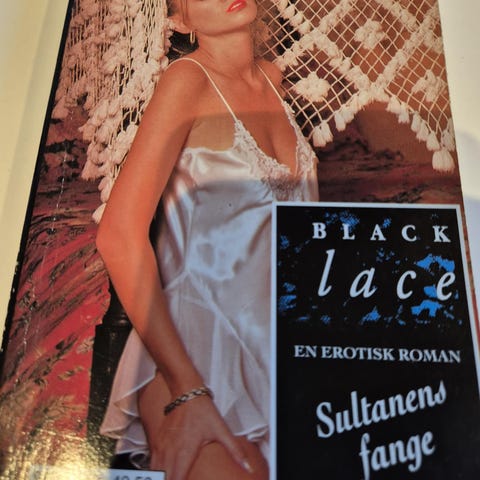 BLACK
lace
EN EROTISK ROMAN
Sultanens
fange